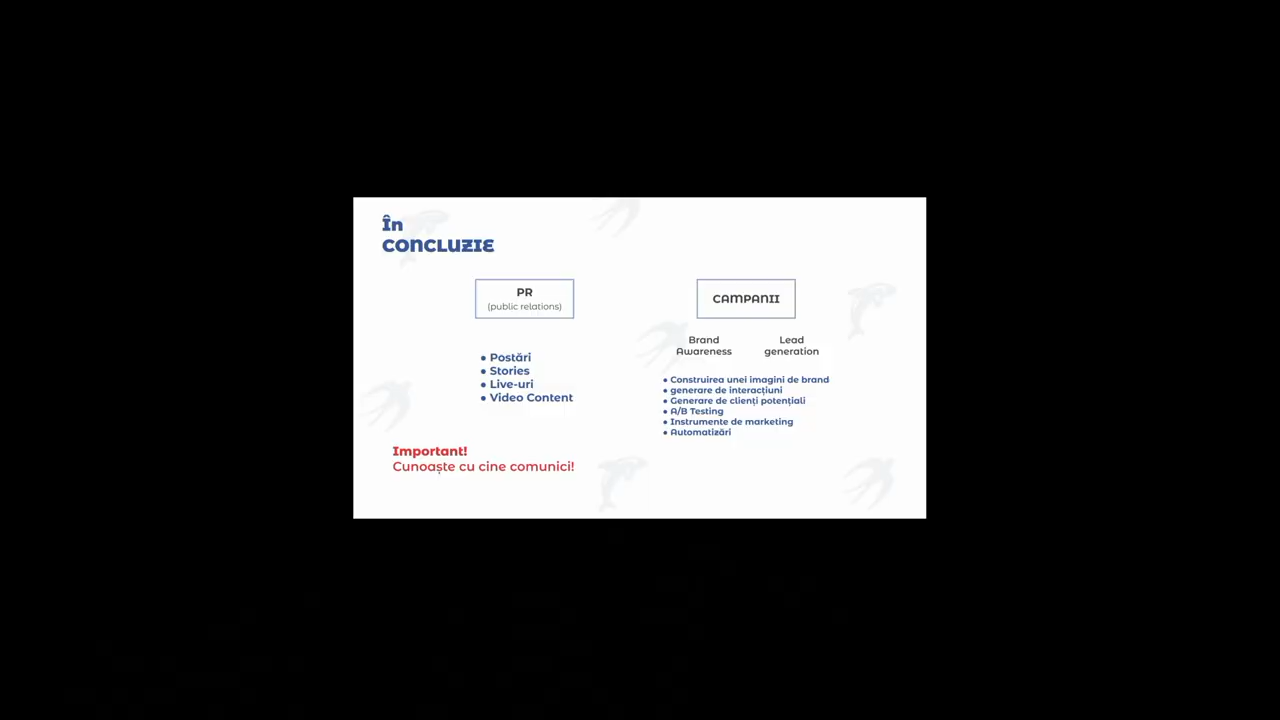 În
CONCLUZIE
PR
(public relations)
• Postări
• Stories
• Live-uri
• Video Content
CAMPANII
Brand
Awareness
Lead
generation
• Construirea unei imagini de brand
• generare de interacțiuni
• Generare de clienți potențiali
• A/B Testing
• Instrumente de marketing
• Automatizări
Important!
Cunoaște cu cine comunici!